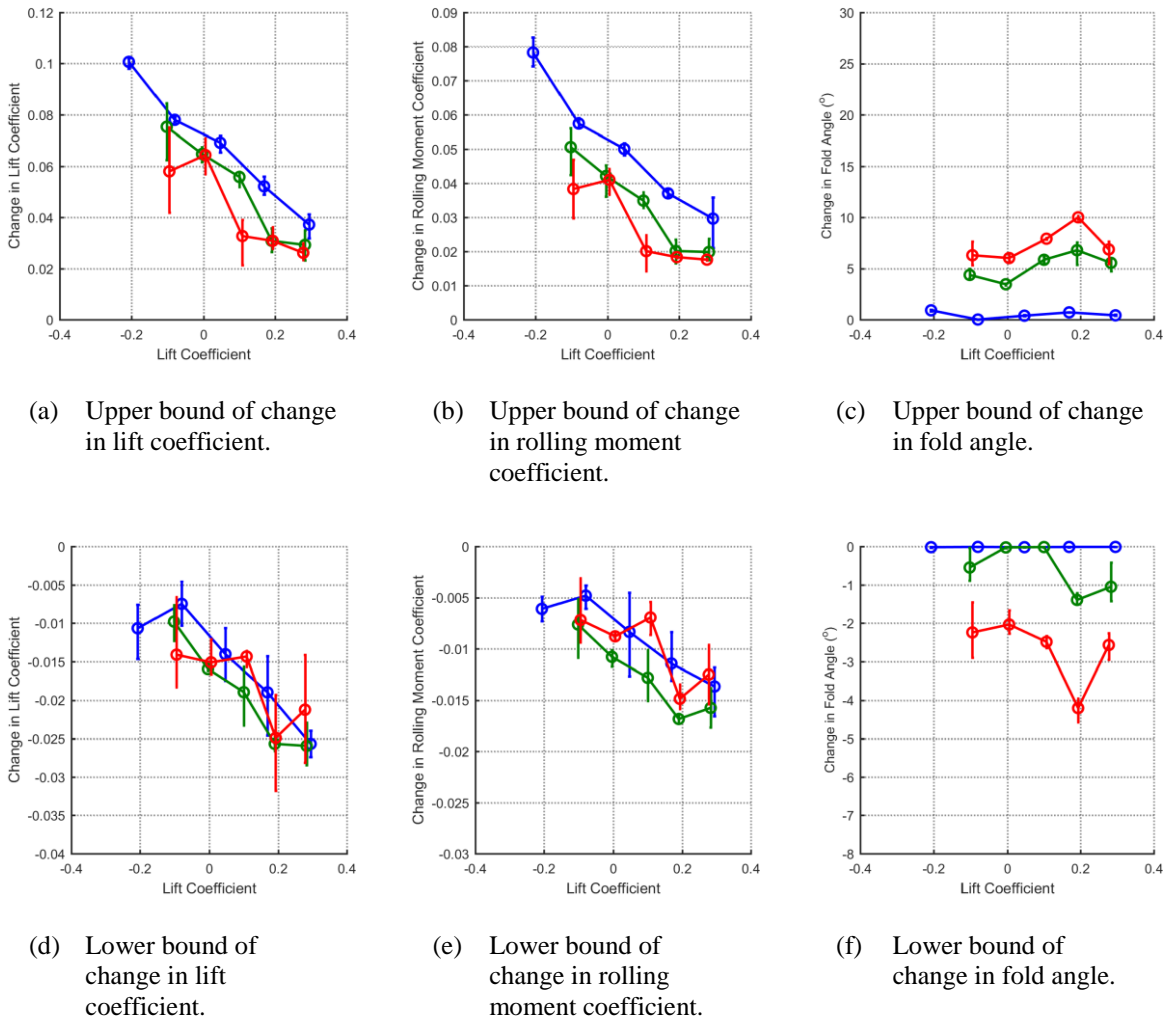 0.12
0.1
0.08
0.06
0.04
0.02
0
-0.4
-0.2
0
0.2
0.4
Change in Lift Coefficient
Lift Coefficient
0.09
0.08
0.07
0.06
0.05
0.04
0.03
0.02
0.01
0.00
-0.4
-0.2
0
0.2
0.4
Change in Rolling Moment Coefficient
Lift Coefficient
30
25
20
15
10
5
0
-0.4
-0.2
0
0.2
0.4
Change in Fold Angle (°)
Lift Coefficient
(a) Upper bound of change
in lift coefficient.
(b) Upper bound of change
in rolling moment
coefficient.
(c) Upper bound of change
in fold angle.
0
-0.005
-0.01
-0.015
-0.02
-0.025
-0.03
-0.035
-0.04
-0.4
-0.2
0
0.2
0.4
Change in Lift Coefficient
Lift Coefficient
0
-0.005
-0.01
-0.015
-0.02
-0.025
-0.03
-0.4
-0.2
0
0.2
0.4
Change in Rolling Moment Coefficient
Lift Coefficient
0
-1
-2
-3
-4
-5
-6
-7
-8
-0.4
-0.2
0
0.2
0.4
Change in Fold Angle (°)
Lift Coefficient
(d) Lower bound of
change in lift
coefficient.
(e) Lower bound of
change in rolling
moment coefficient.
(f) Lower bound of
change in fold angle.